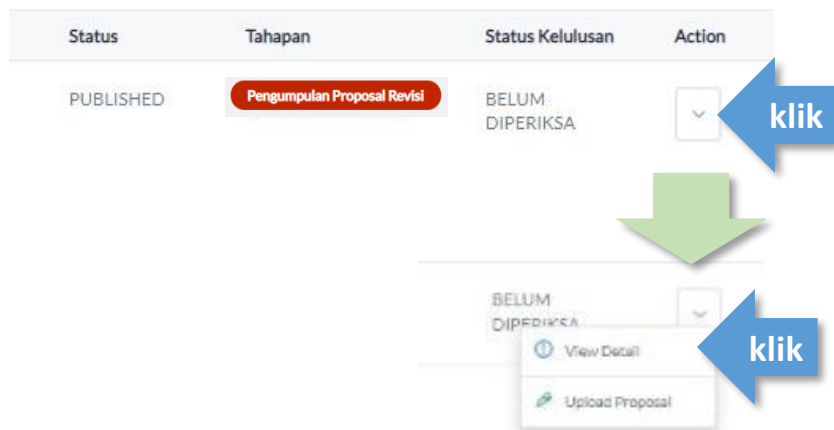 Status Tahapan Status Kelulusan Action
PUBLISHED Pengumpulan Proposal Revisi BELUM
DIPERIKSA
klik
BELUM
DIPERIKSA
View Detail
klik
Upload Proposal